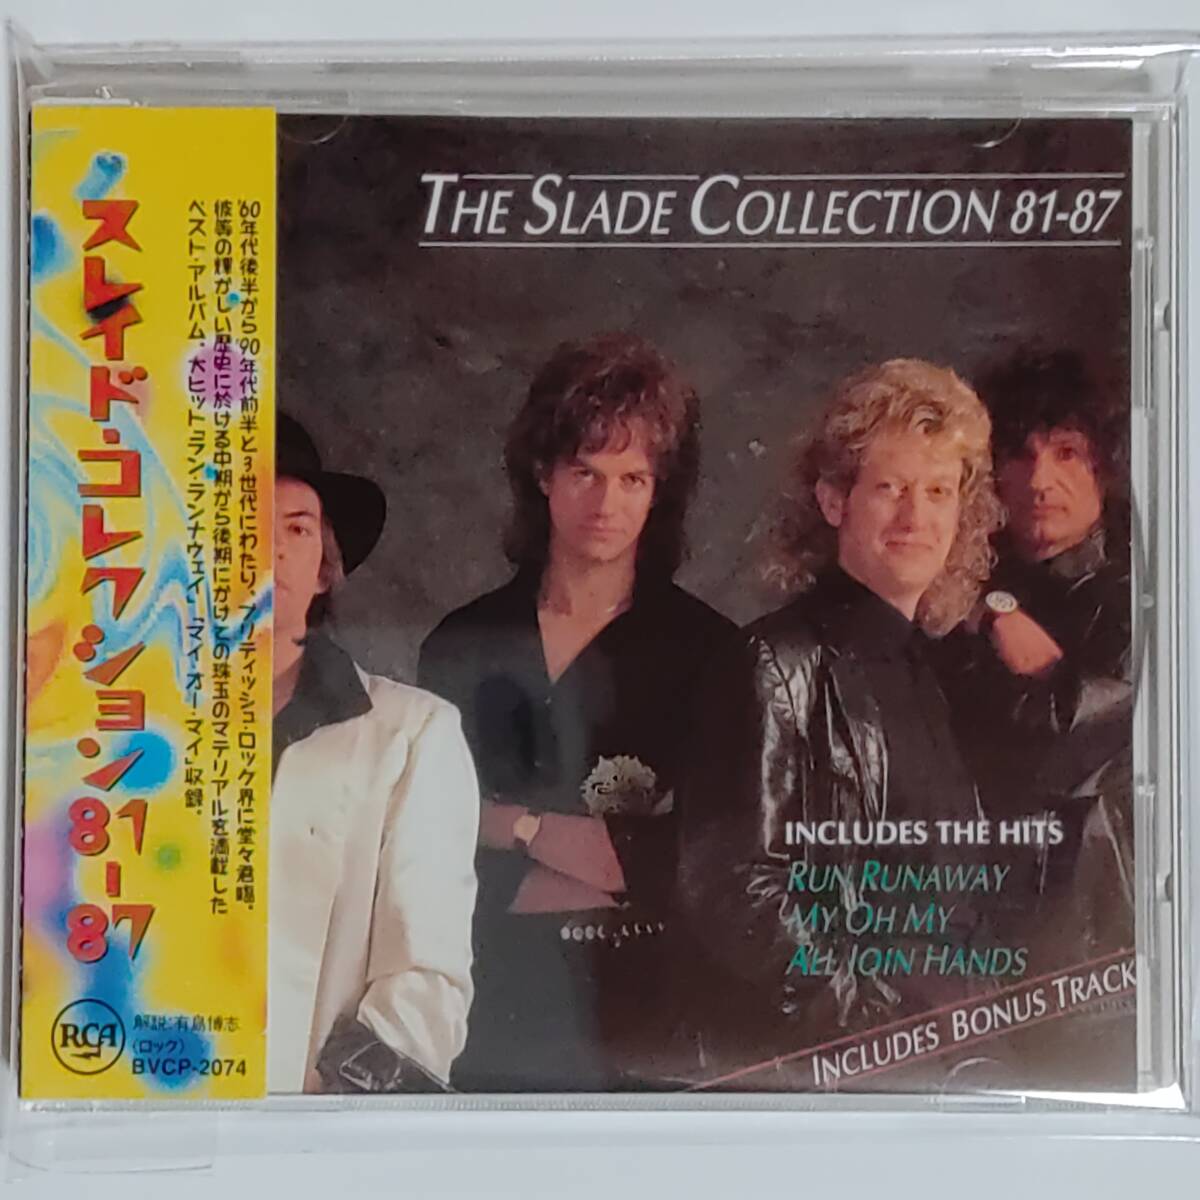 スレイド・コレクション81-87
'60年代後半から'90年代前半と3世代にわたり、ブリティッシュ・ロック界に堂々君臨。
彼等の輝かしい歴史に於ける中期から後期にかけての珠玉のマテリアルを満載した
ベスト・アルバム。大ヒット「ラン・ランナウェイ」、「マイ・オー・マイ」収録。
RCA
解説:有島博志
(ロック)
BVCP-2074
THE SLADE COLLECTION 81-87
INCLUDES THE HITS
RUN RUNAWAY
MY OH MY
ALL JOIN HANDS
INCLUDES BONUS TRACK